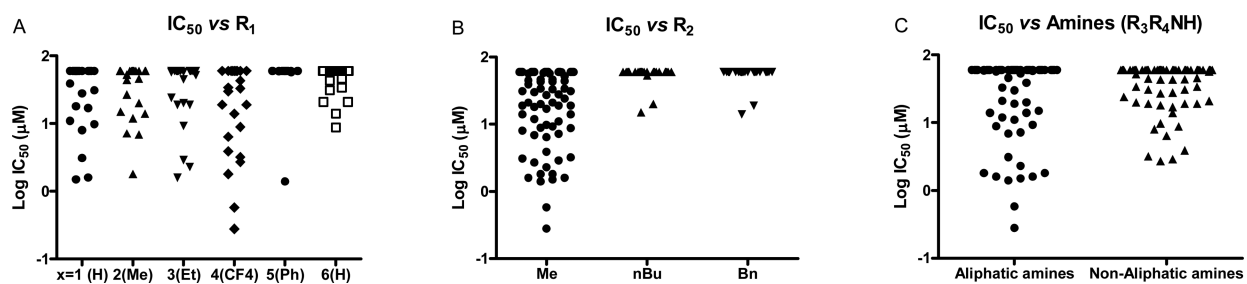 A
IC50 vs R1
Log IC50 (µM)
2
1
0
-1
x=1 (H) 2(Me) 3(Et) 4(CF4) 5(Ph) 6(H)
B
IC50 vs R2
Log IC50 (µM)
2
1
0
-1
Me nBu Bn
C
IC50 vs Amines (R3R4NH)
Log IC50 (µM)
2
1
0
-1
Aliphatic amines Non-Aliphatic amines